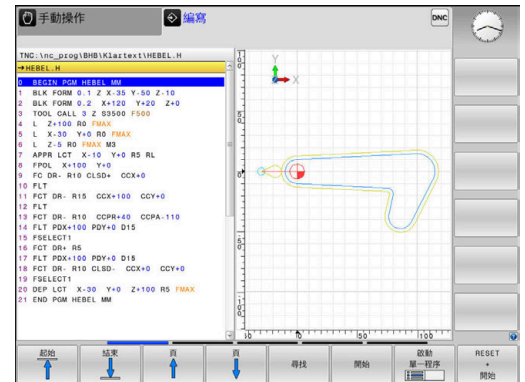 手動操作
編寫
DNC
TNC:\nc_prog\BHB\Klartext\HEBEL.H
→HEBEL.H
0 BEGIN PGM HEBEL MM
1 BLK FORM 0.1 Z X-35 Y-50 Z-10
2 BLK FORM 0.2 X+120 Y+20 Z+0
3 TOOL CALL 3 Z S3500 F500
4 L Z+100 R0 FMAX
5 L X-30 Y+0 R0 FMAX
6 L Z-5 R0 FMAX M3
7 APPR LCT X-10 Y+0 R5 RL
8 FPOL X+100 Y+0
9 FC DR- R10 CLSD+ CCX+0
10 FLT
11 FCT DR- R15 CCX+100 CCY+0
12 FLT
13 FCT DR- R10 CCPR+40 CCPA-110
14 FLT PDX+100 PDY+0 D15
15 FSELECT1
16 FCT DR+ R5
17 FLT PDX+100 PDY+0 D15
18 FCT DR- R10 CLSD- CCX+0 CCY+0
19 FSELECT1
20 DEP LCT X-30 Y+0 Z+100 R5 FMAX
21 END PGM HEBEL MM
Y
X
50
100
起始
結束
頁
頁
尋找
開始
啟動
單一程序
RESET
+
開始